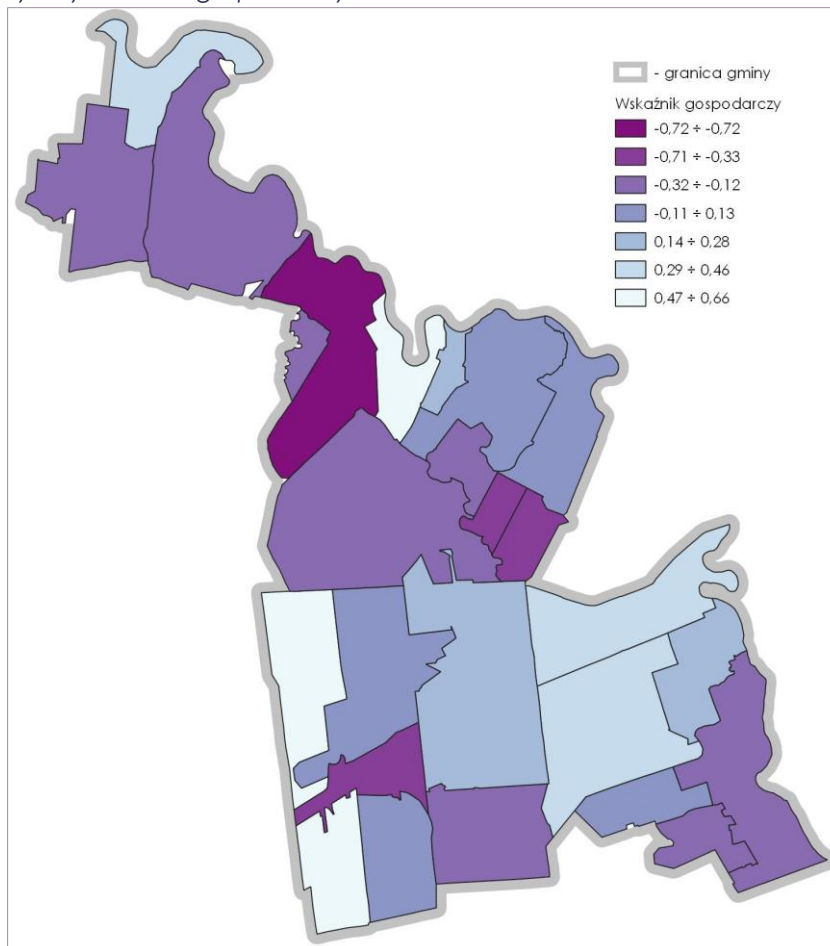 - granica gminy
Wskaźnik gospodarczy
-0,72 ÷ -0,72
-0,71 ÷ -0,33
-0,32 ÷ -0,12
-0,11 ÷ 0,13
0,14 ÷ 0,28
0,29 ÷ 0,46
0,47 ÷ 0,66